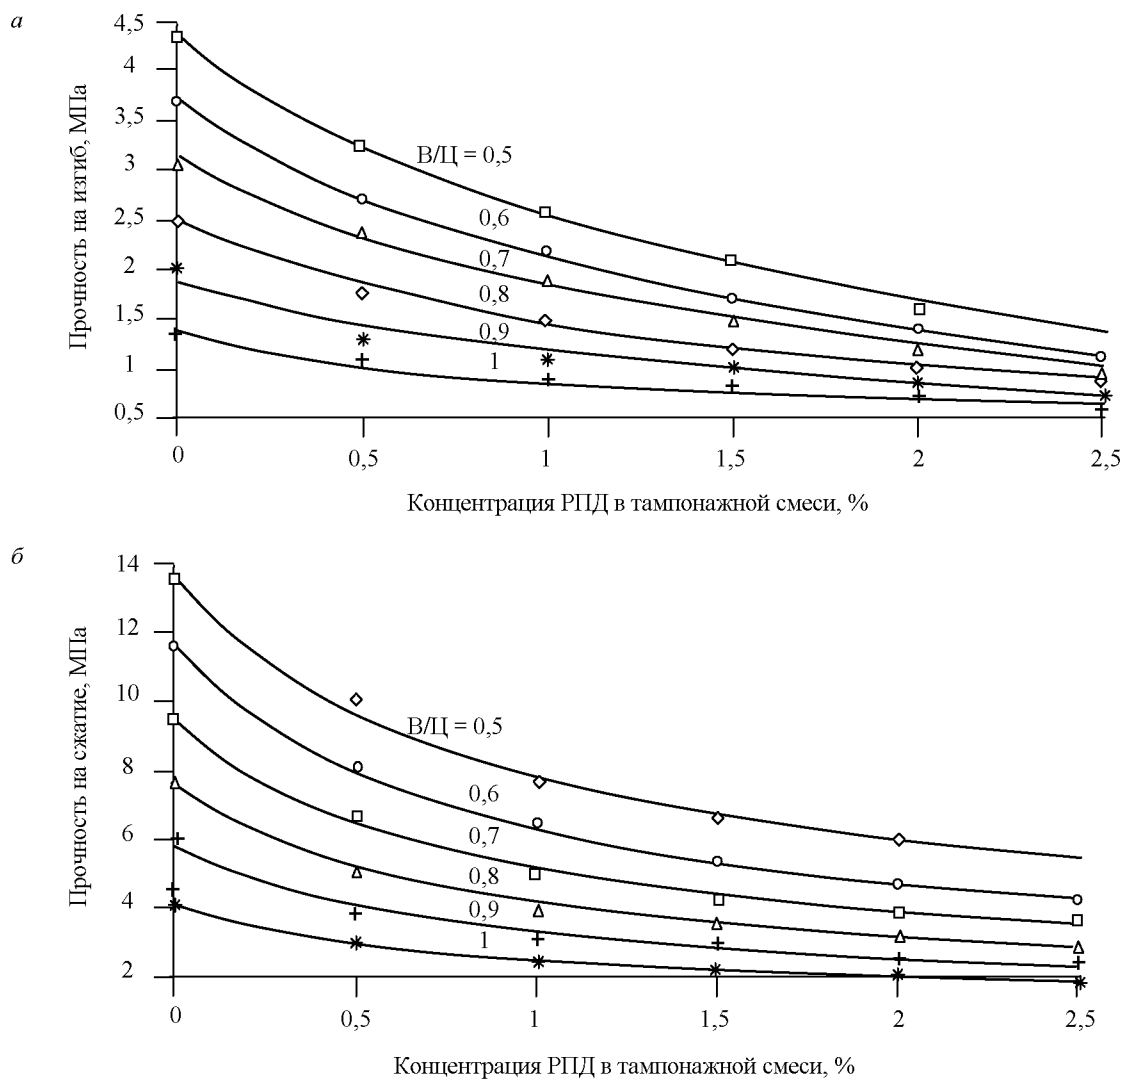 а
Прочность на изгиб, МПа
4,5
4
3,5
3
2,5
2
1,5
1
0,5
В/Ц = 0,5
0,6
0,7
0,8
0,9
1
0 0,5 1 1,5 2 2,5
Концентрация РПД в тампонажной смеси, %
б
Прочность на сжатие, МПа
14
12
10
8
6
4
2
В/Ц = 0,5
0,6
0,7
0,8
0,9
1
0 0,5 1 1,5 2 2,5
Концентрация РПД в тампонажной смеси, %